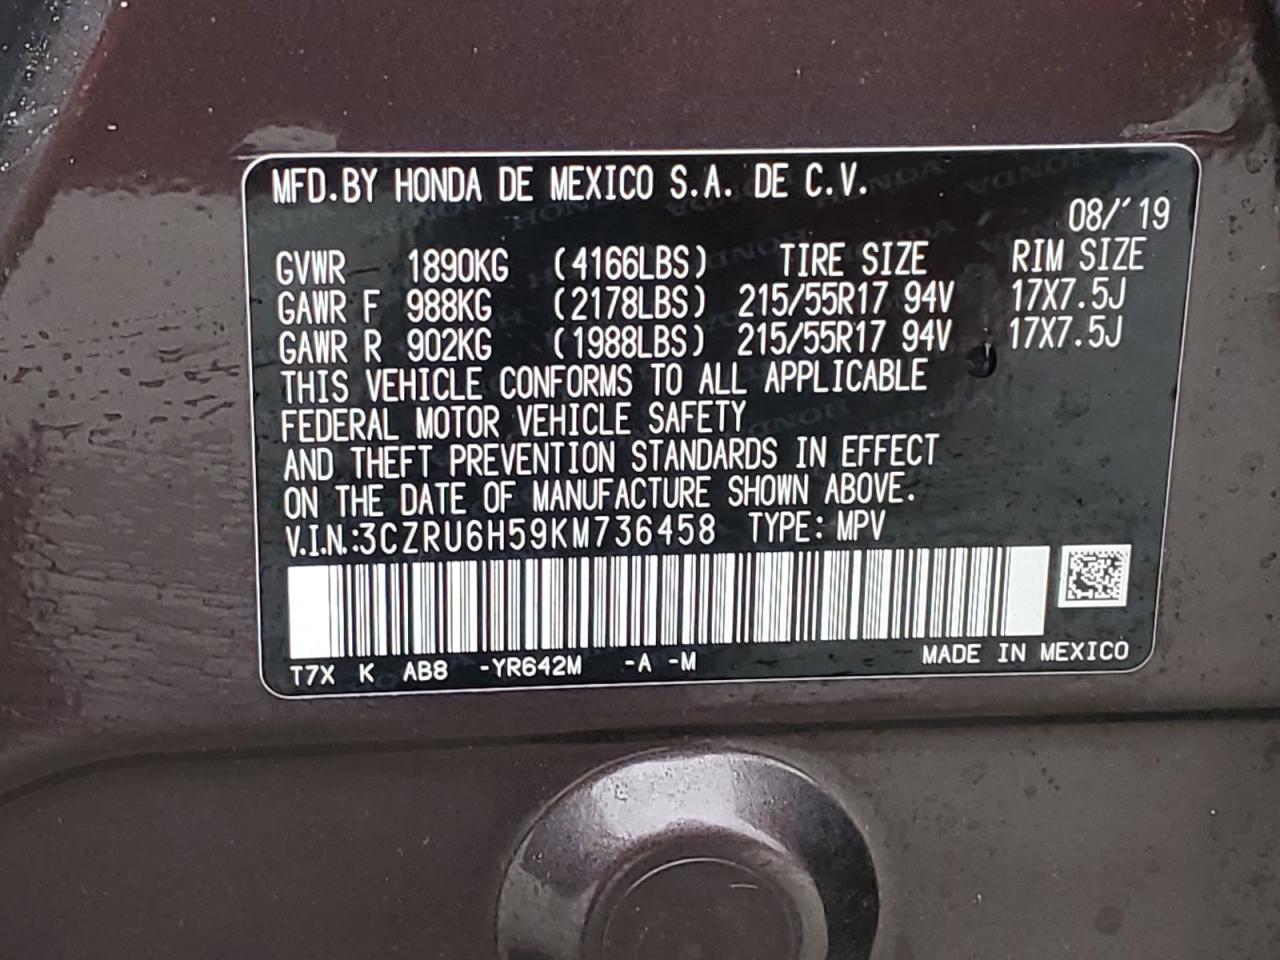 MFD.BY HONDA DE MEXICO S.A. DE C.V.
08/'19
GVWR 1890KG (4166LBS) TIRE SIZE RIM SIZE
GAWR F 988KG (2178LBS) 215/55R17 94V 17X7.5J
GAWR R 902KG (1988LBS) 215/55R17 94V 17X7.5J
THIS VEHICLE CONFORMS TO ALL APPLICABLE
FEDERAL MOTOR VEHICLE SAFETY
AND THEFT PREVENTION STANDARDS IN EFFECT
ON THE DATE OF MANUFACTURE SHOWN ABOVE.
V.I.N.:3CZRU6H59KM736458 TYPE: MPV
T7X K AB8 -YR642M -A -M MADE IN MEXICO